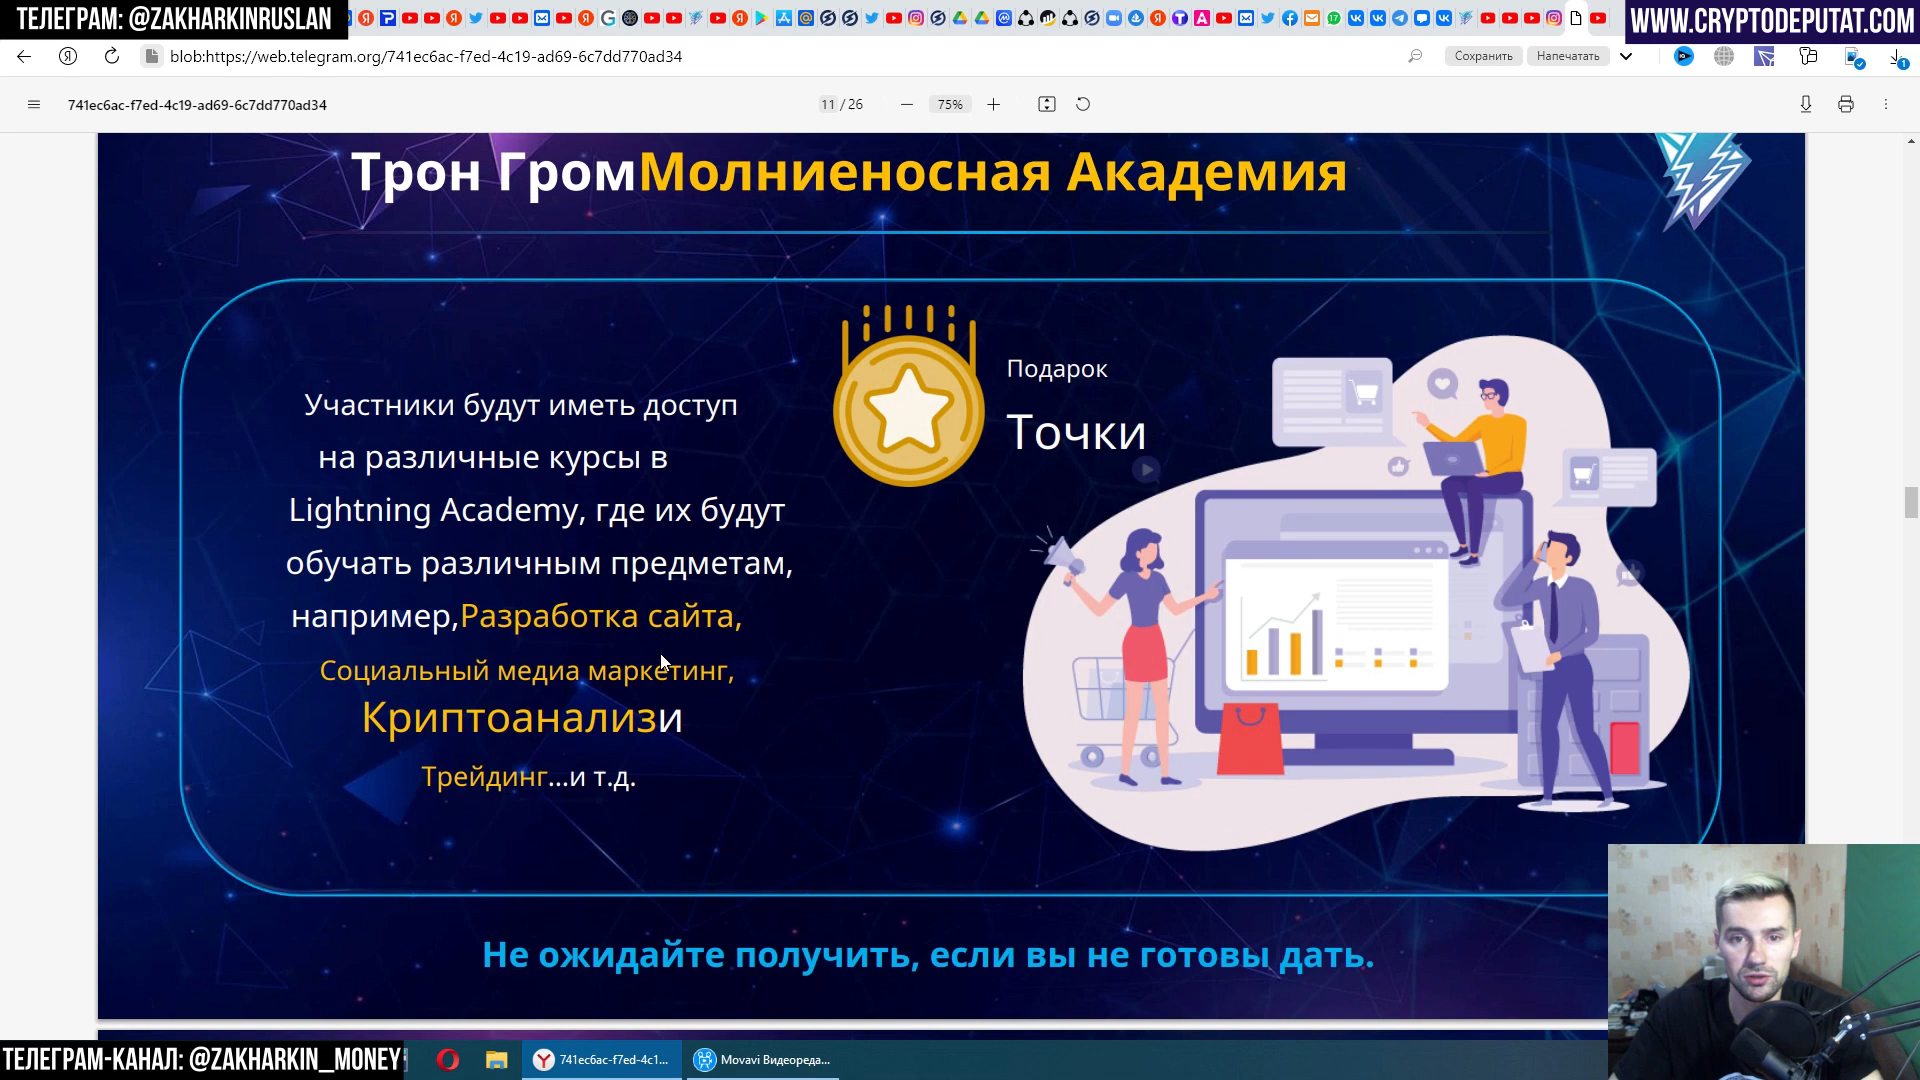 ТЕЛЕГРАМ: @ZAKHARKINRUSLAN
WWW.CRYPTODEPUTAT.COM
blob:https://web.telegram.org/741ec6ac-f7ed-4c19-ad69-6c7dd770ad34
Сохранить
Напечатать
741ec6ac-f7ed-4c19-ad69-6c7dd770ad34
11 / 26
75%
Трон ГромМолниеносная Академия
Участники будут иметь доступ
на различные курсы в
Lightning Academy, где их будут
обучать различным предметам,
например,Разработка сайта,
Социальный медиа маркетинг,
Криптоанализи
Трейдинг...и т.д.
Подарок
Точки
Не ожидайте получить, если вы не готовы дать.
ТЕЛЕГРАМ-КАНАЛ: @ZAKHARKIN_MONEY
741ec6ac-f7ed-4c1...
Movavi Видеореда...